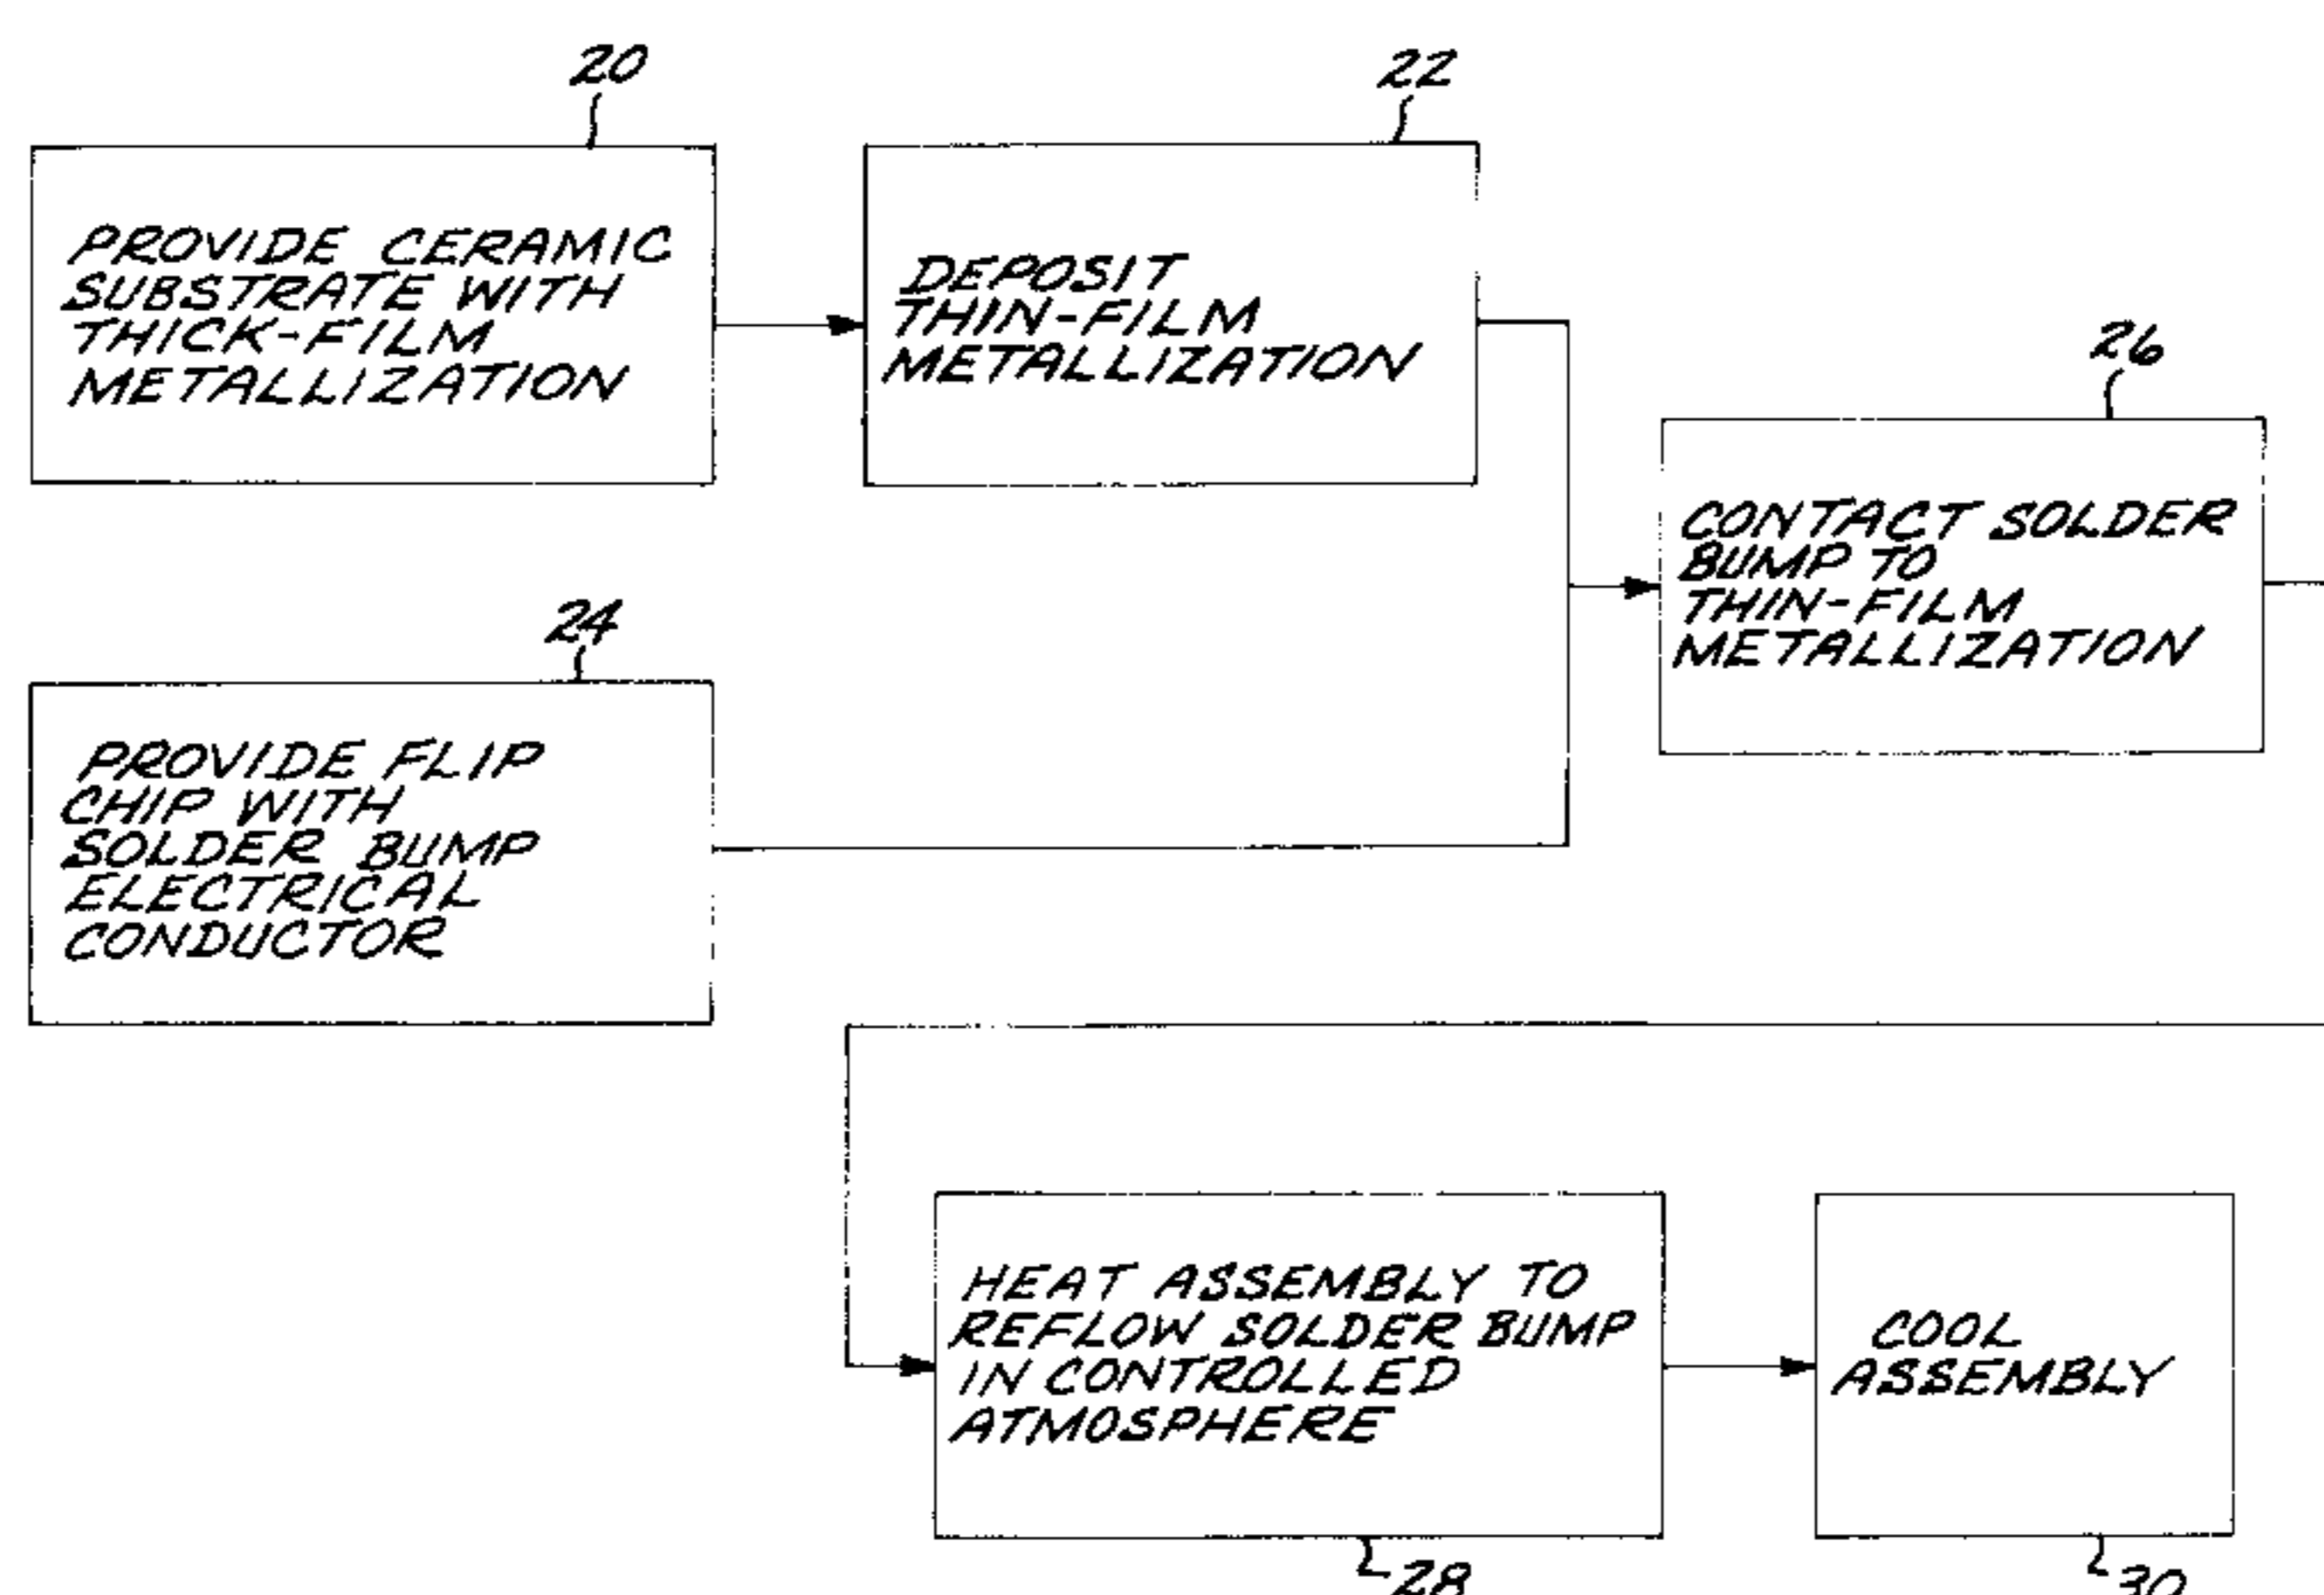 20
PROVIDE CERAMIC
SUBSTRATE WITH
THICK-FILM
METALLIZATION
22
DEPOSIT
THIN-FILM
METALLIZATION
24
PROVIDE FLIP
CHIP WITH
SOLDER BUMP
ELECTRICAL
CONDUCTOR
26
CONTACT SOLDER
BUMP TO
THIN-FILM
METALLIZATION
HEAT ASSEMBLY TO
REFLOW SOLDER BUMP
IN CONTROLLED
ATMOSPHERE
28
COOL
ASSEMBLY
30